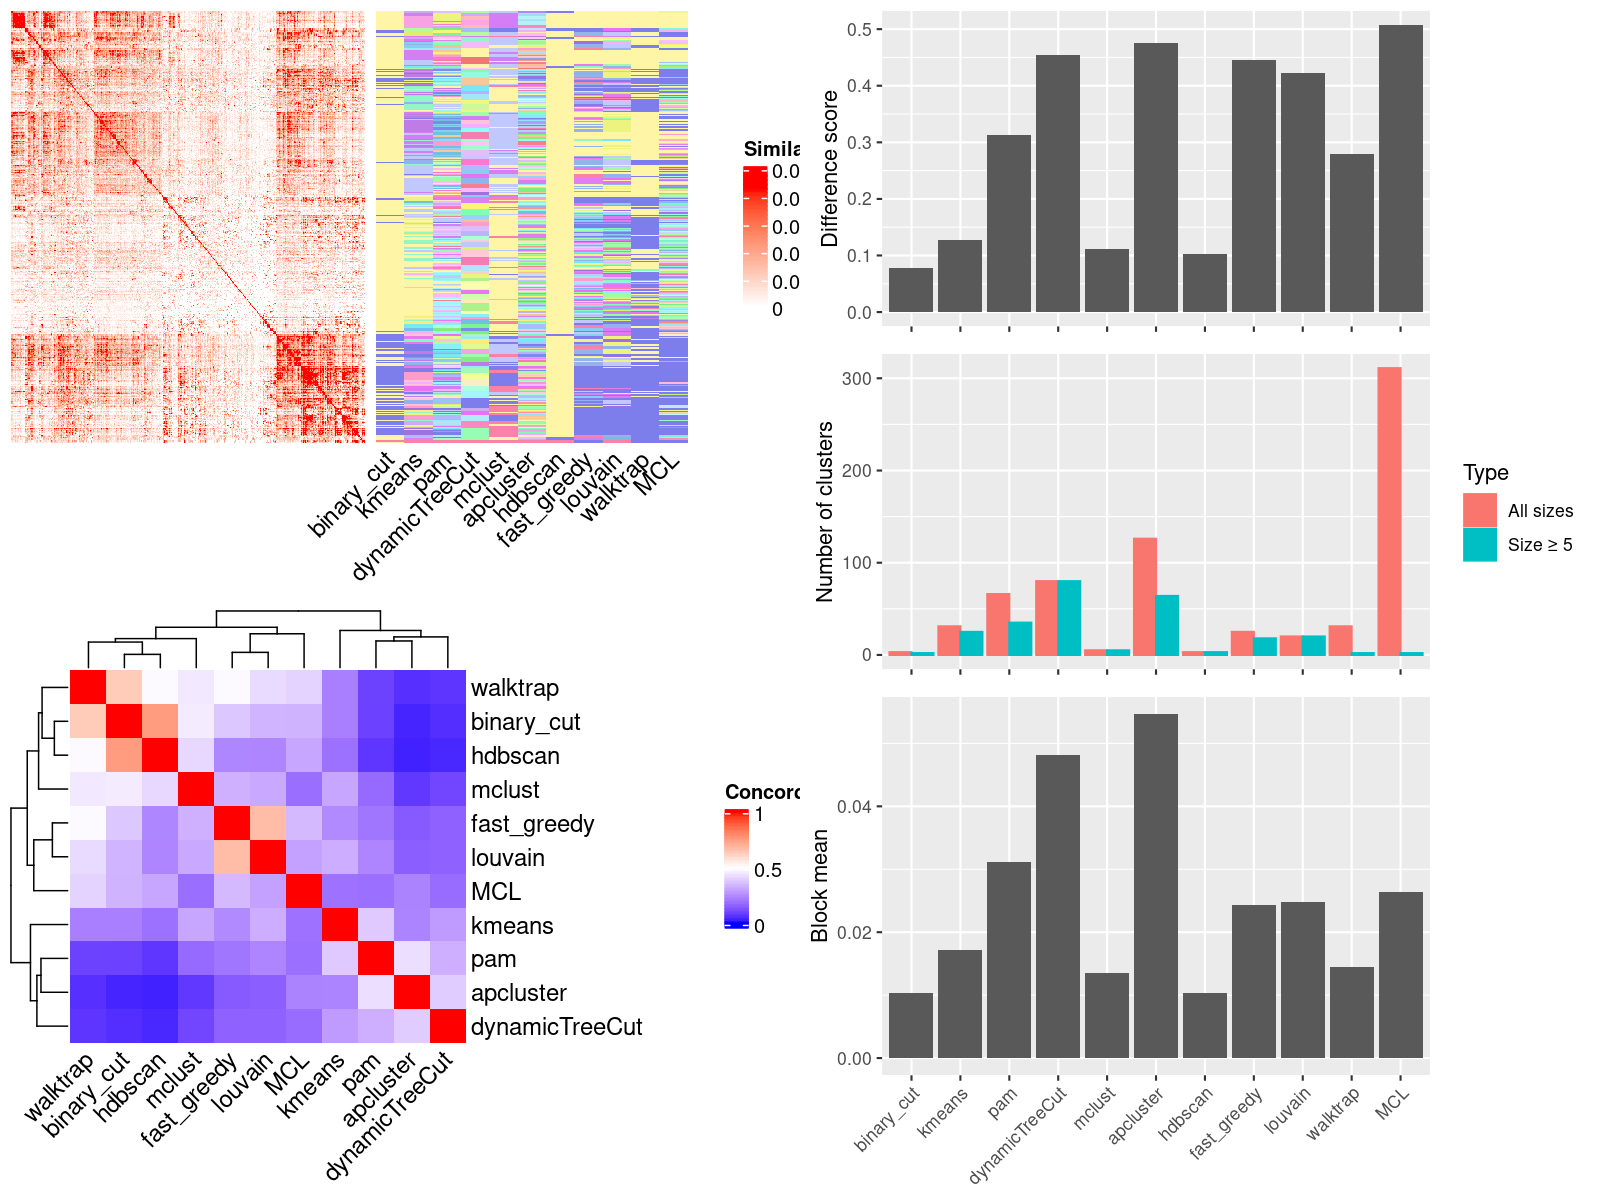 Simila
0.0
0.0
0.0
0.0
0
binary_cut
kmeans
pam
dynamicTreeCut
mclust
apcluster
hdbscan
fast_greedy
louvain
walktrap
MCL
walktrap
binary_cut
hdbscan
mclust
fast_greedy
louvain
MCL
kmeans
pam
apcluster
dynamicTreeCut
walktrap
binary_cut
hdbscan
mclust
fast_greedy
louvain
MCL
kmeans
pam
apcluster
dynamicTreeCut
Concord
1
0.5
0
Difference score
0.5
0.4
0.3
0.2
0.1
0.0
Number of clusters
300
200
100
0
Type
All sizes
Size ≥ 5
Block mean
0.04
0.02
0.00
binary_cut
kmeans
pam
dynamicTreeCut
mclust
apcluster
hdbscan
fast_greedy
louvain
walktrap
MCL